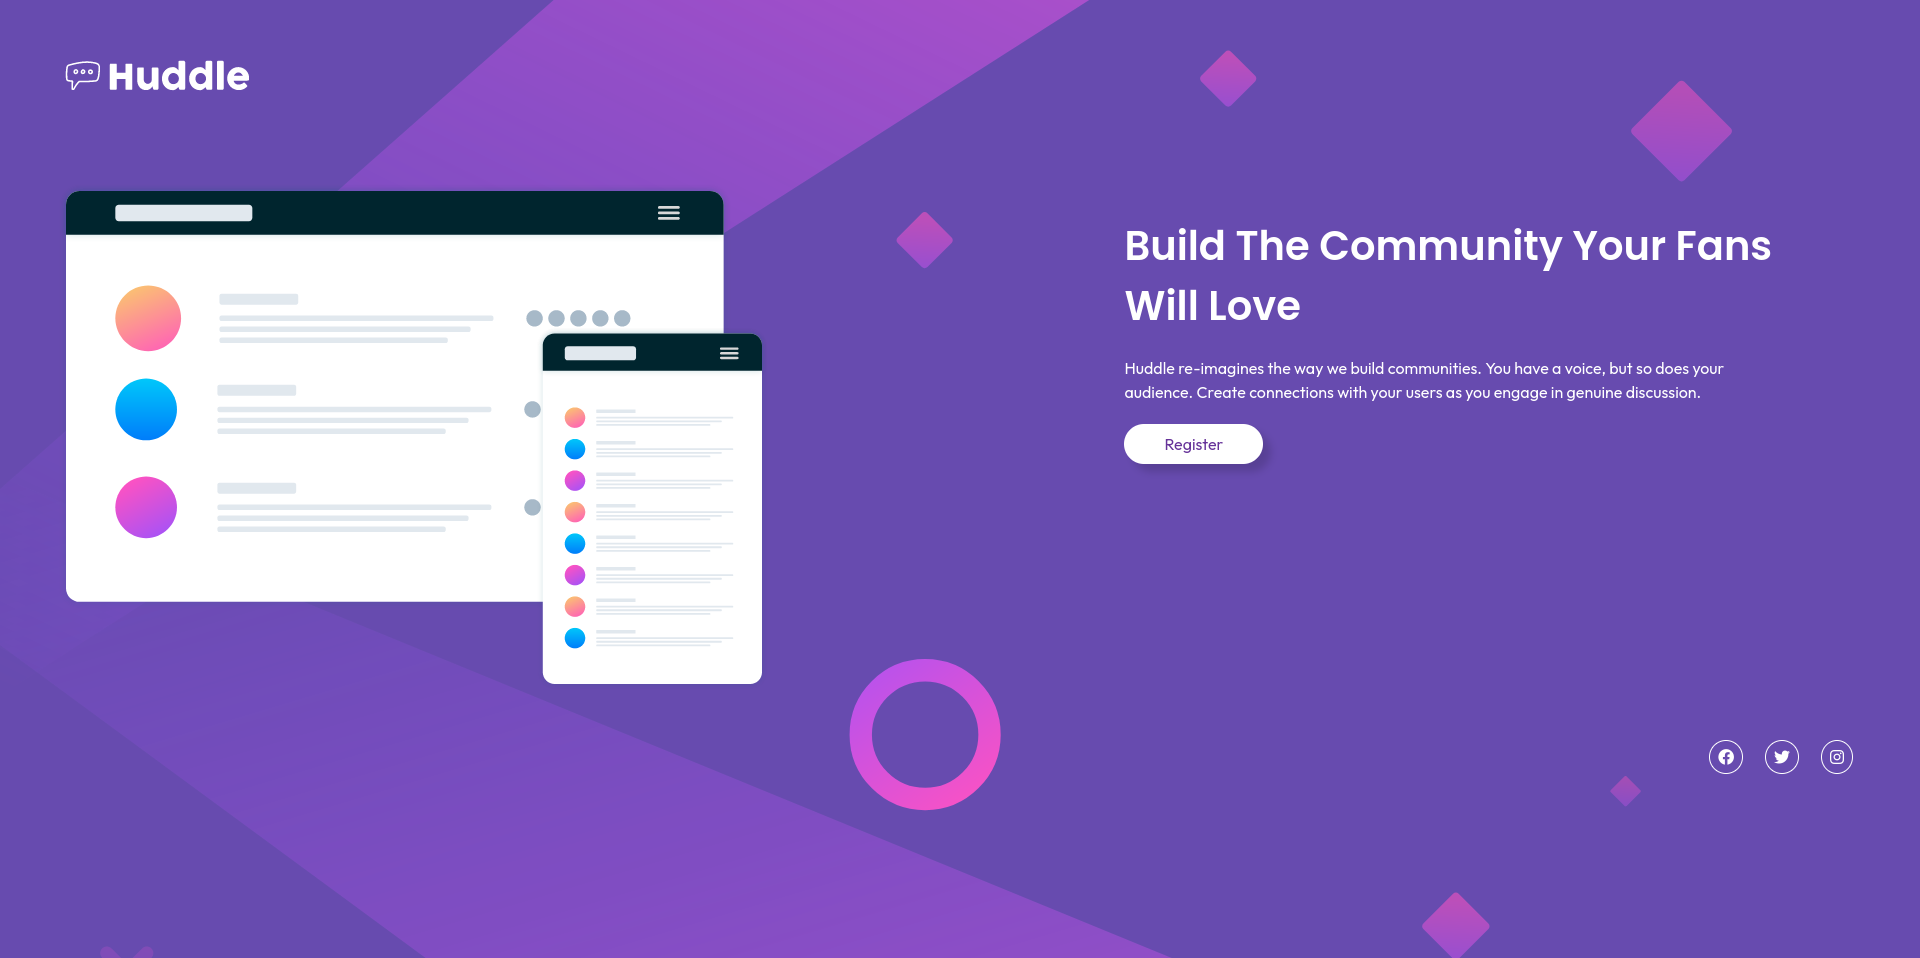 Huddle
Build The Community Your Fans
Will Love
Huddle re-imagines the way we build communities. You have a voice, but so does your
audience. Create connections with your users as you engage in genuine discussion.
Register